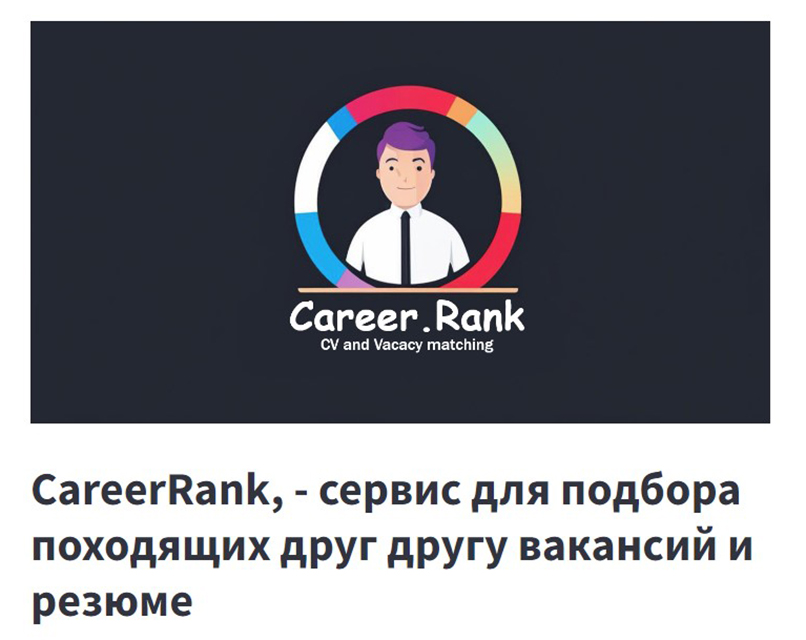 Career.Rank
CV and Vacacy matching
CareerRank, - сервис для подбора
походящих друг другу вакансий и
резюме